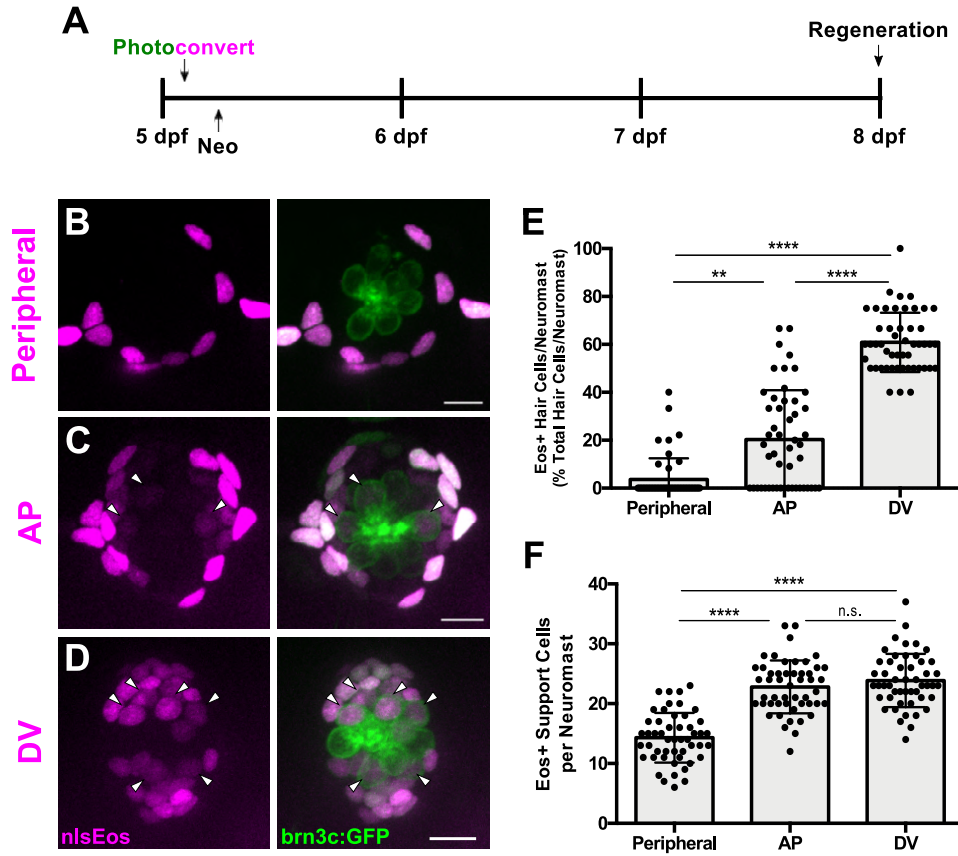 A
Photoconvert
Regeneration
5 dpf
Neo
6 dpf
7 dpf
8 dpf
Peripheral
B
AP
C
DV
D
nlsEos
brn3c:GFP
E
Eos+ Hair Cells/Neuromast
(% Total Hair Cells/Neuromast)
100
80
60
40
20
0
****
**
****
Peripheral
AP
DV
F
Eos+ Support Cells
per Neuromast
40
30
20
10
0
****
****
n.s.
Peripheral
AP
DV